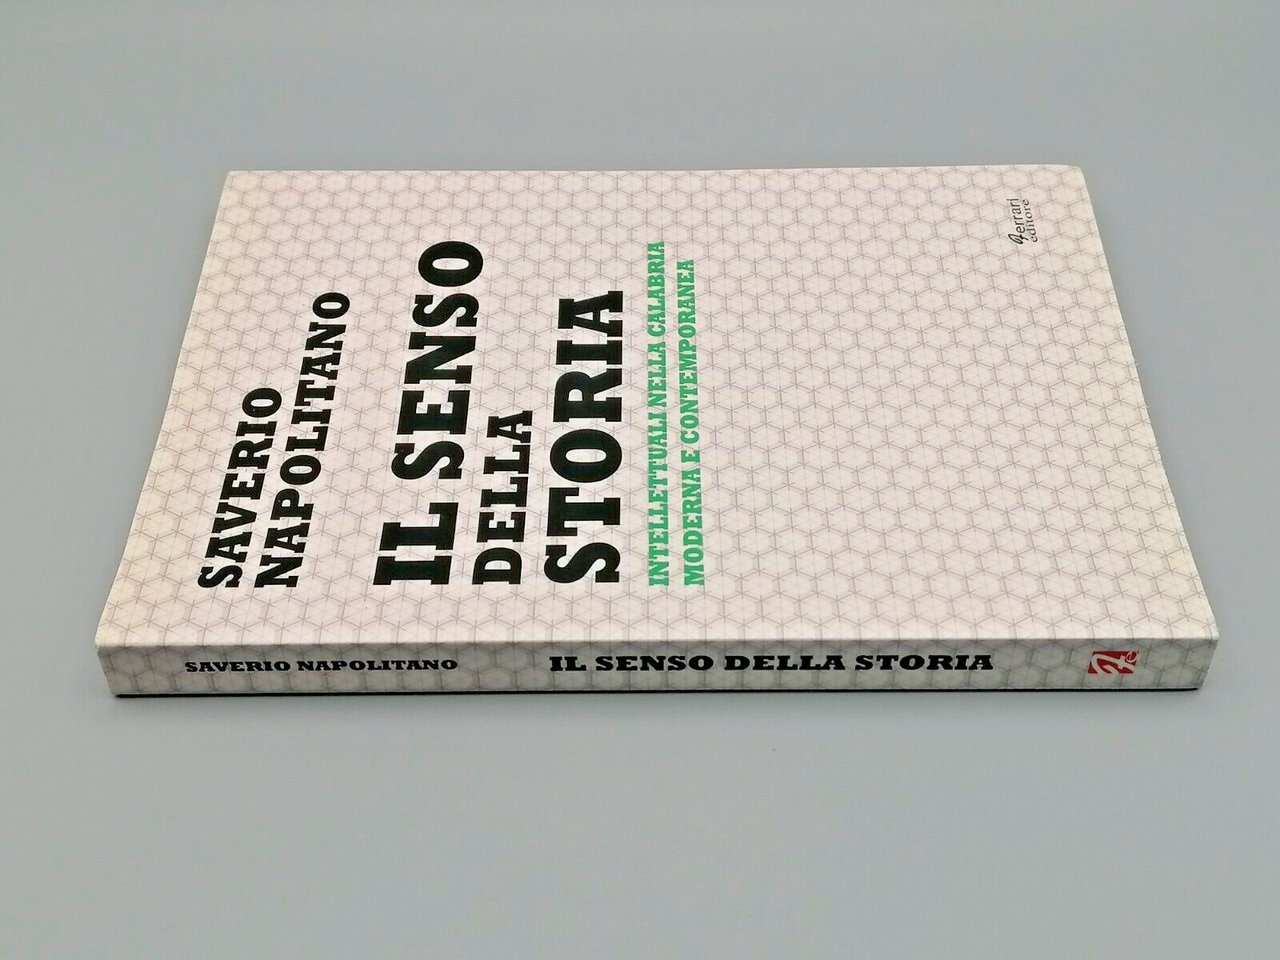 SAVERIO
NAPOLITANO
IL SENSO
DELLA
STORIA
INTELLETTUALI NELLA CALABRIA
MODERNA E CONTEMPORANEA
Ferrari
editore
SAVERIO NAPOLITANO
IL SENSO DELLA STORIA
Fe